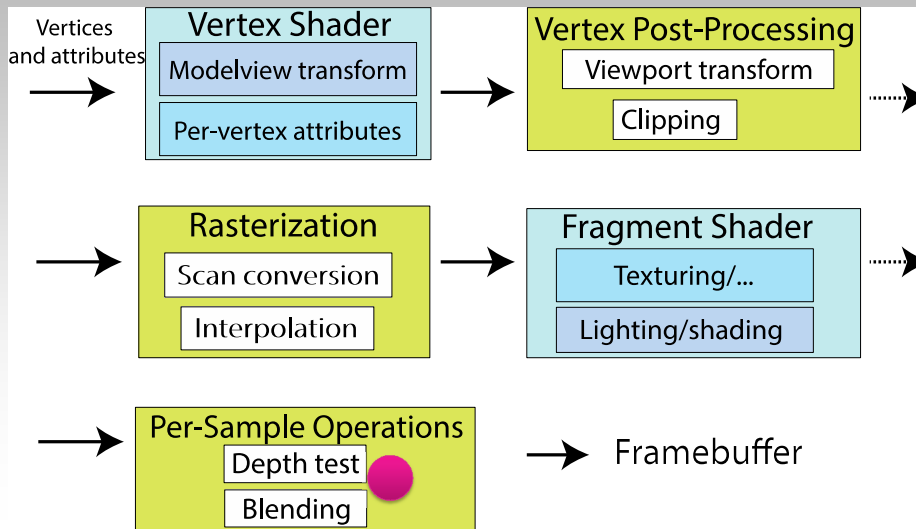 Vertices
and attributes
Vertex Shader
Modelview transform
Per-vertex attributes
Vertex Post-Processing
Viewport transform
Clipping
Rasterization
Scan conversion
Interpolation
Fragment Shader
Texturing/...
Lighting/shading
Per-Sample Operations
Depth test
Blending
Framebuffer